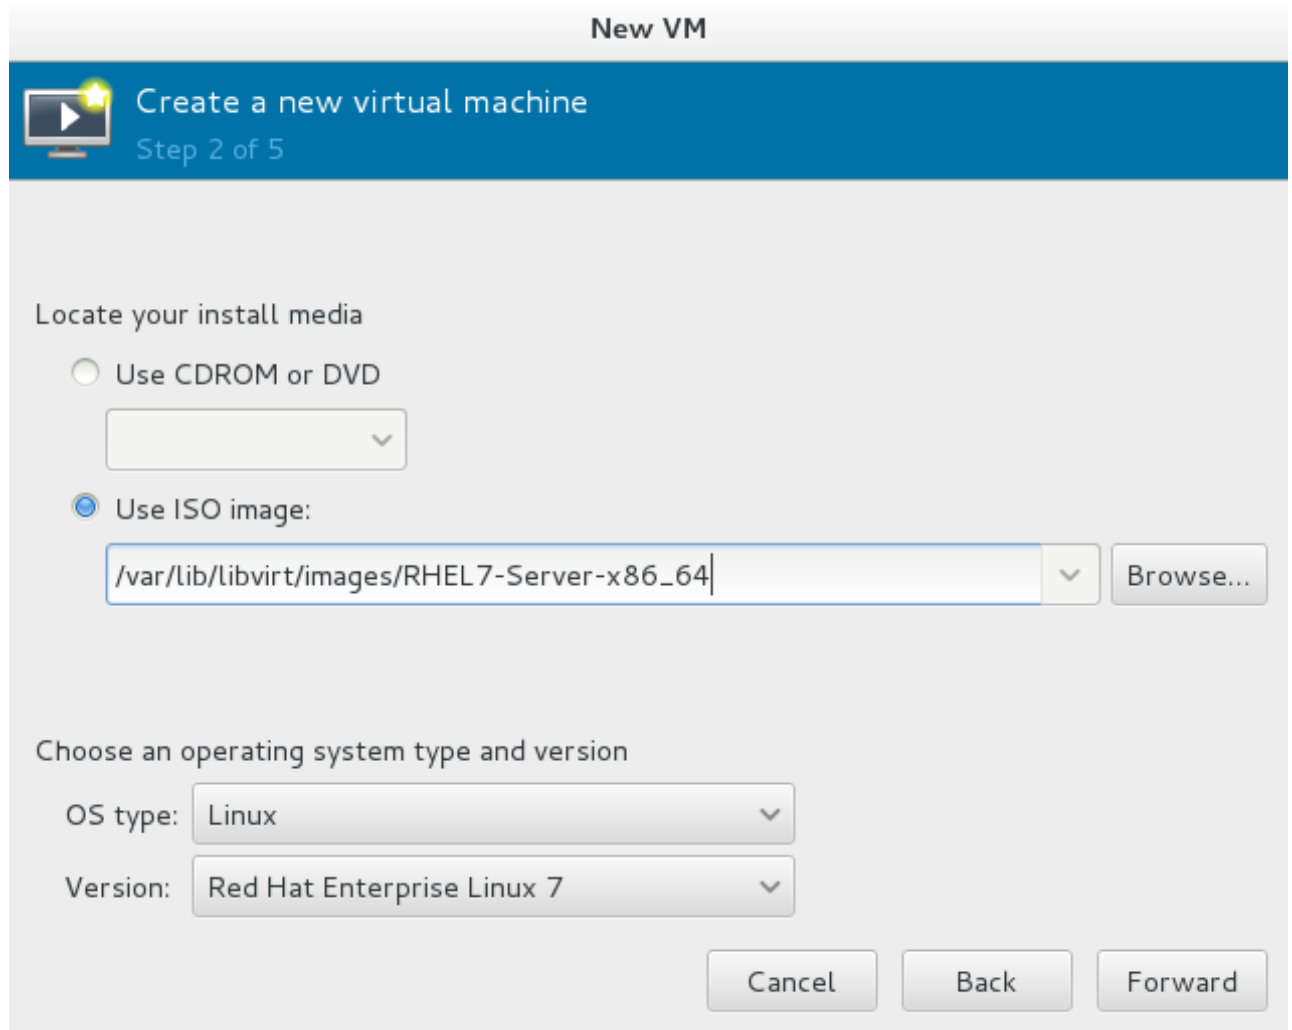 New VM
Create a new virtual machine
Step 2 of 5
Locate your install media
Use CDROM or DVD
Use ISO image:
/var/lib/libvirt/images/RHEL7-Server-x86_64
Browse...
Choose an operating system type and version
OS type: Linux
Version: Red Hat Enterprise Linux 7
Cancel Back Forward